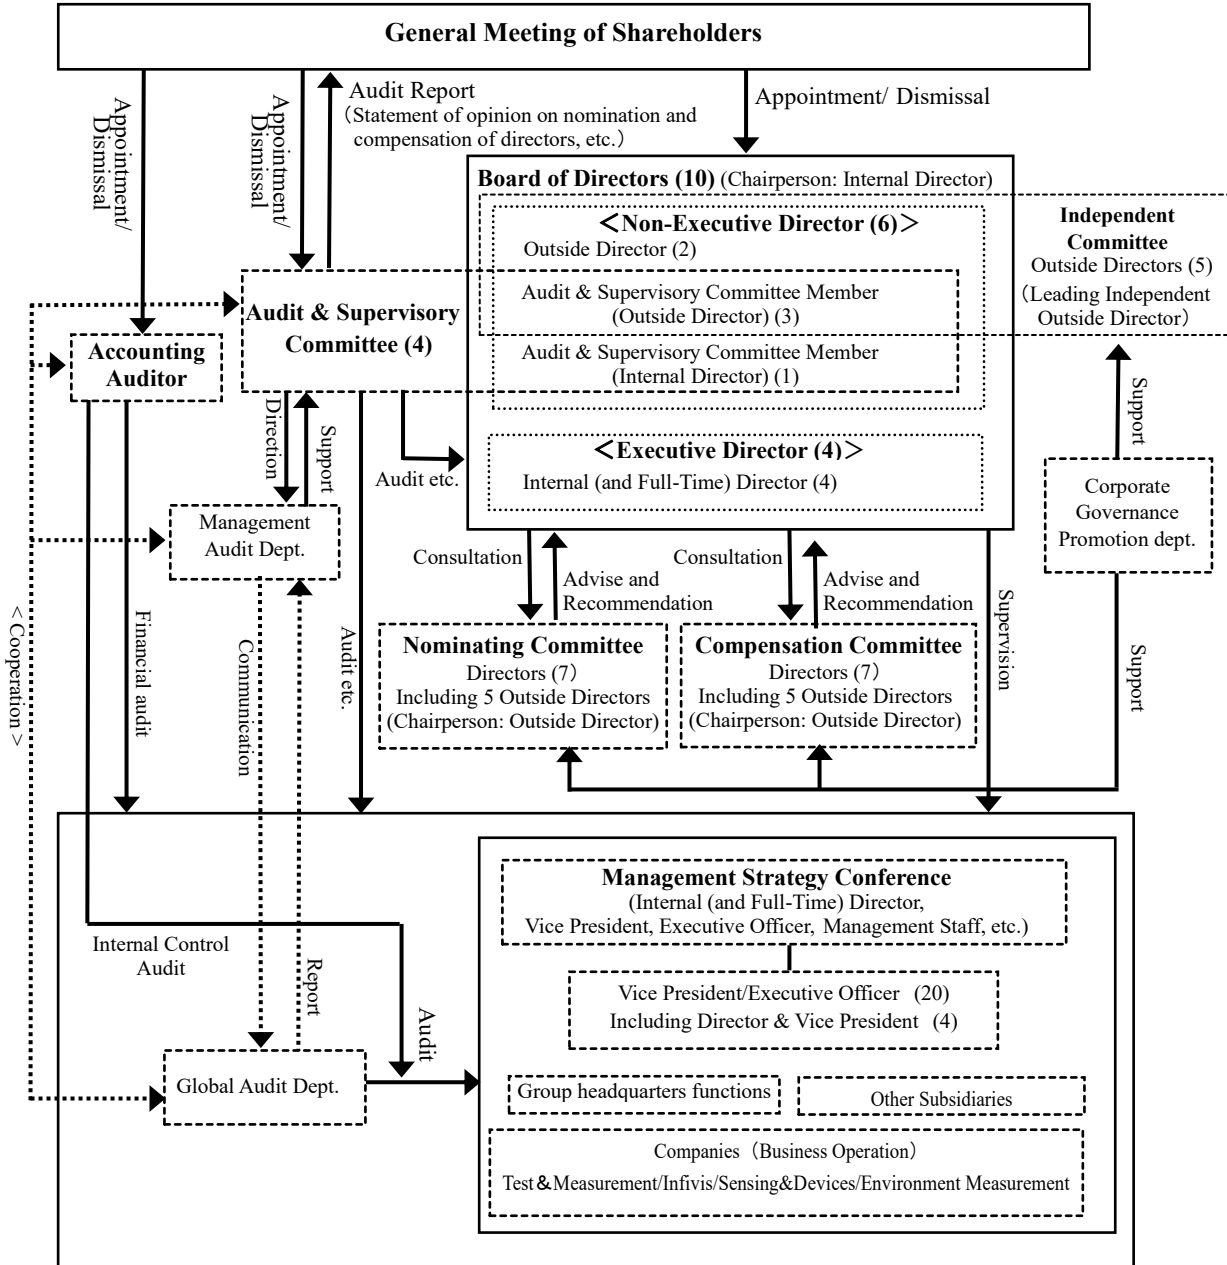 General Meeting of Shareholders
Appointment/
Dismissal
Appointment/
Dismissal
Audit Report
（Statement of opinion on nomination and
compensation of directors, etc.）
Appointment/ Dismissal
Board of Directors (10) (Chairperson: Internal Director)
＜Non-Executive Director (6)＞
Outside Director (2)
Audit & Supervisory Committee Member
(Outside Director) (3)
Audit & Supervisory Committee Member
(Internal Director) (1)
＜Executive Director (4)＞
Internal (and Full-Time) Director (4)
Independent
Committee
Outside Directors (5)
（Leading Independent
Outside Director）
Audit & Supervisory
Committee (4)
Accounting
Auditor
Direction
Support
Audit etc.
Support
Corporate
Governance
Promotion dept.
Management
Audit Dept.
Consultation
Advise and
Recommendation
Consultation
Advise and
Recommendation
Supervision
Nominating Committee
Directors (7）
Including 5 Outside Directors
(Chairperson: Outside Director)
Compensation Committee
Directors (7）
Including 5 Outside Directors
(Chairperson: Outside Director)
Support
< Cooperation >
Financial audit
Communication
Audit etc.
Management Strategy Conference
(Internal (and Full-Time) Director,
Vice President, Executive Officer, Management Staff, etc.)
Internal Control
Audit
Report
Audit
Vice President/Executive Officer (20)
Including Director & Vice President (4)
Global Audit Dept.
Group headquarters functions
Other Subsidiaries
Companies（Business Operation）
Test＆Measurement/Infivis/Sensing&Devices/Environment Measurement